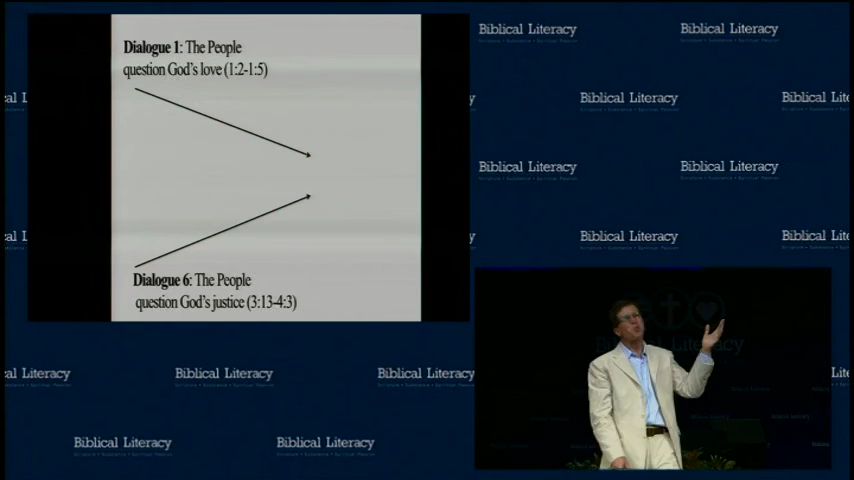 Dialogue 1: The People
question God's love (1:2-1:5)
Dialogue 6: The People
question God's justice (3:13-4:3)
Biblical Literacy
Biblical Literacy
Biblical Literacy
Biblical Literacy
Biblical Literacy
Biblical Literacy
Biblical Literacy
Biblical Literacy
Biblical Literacy
Biblical Literacy
Biblical Literacy
Biblical Literacy